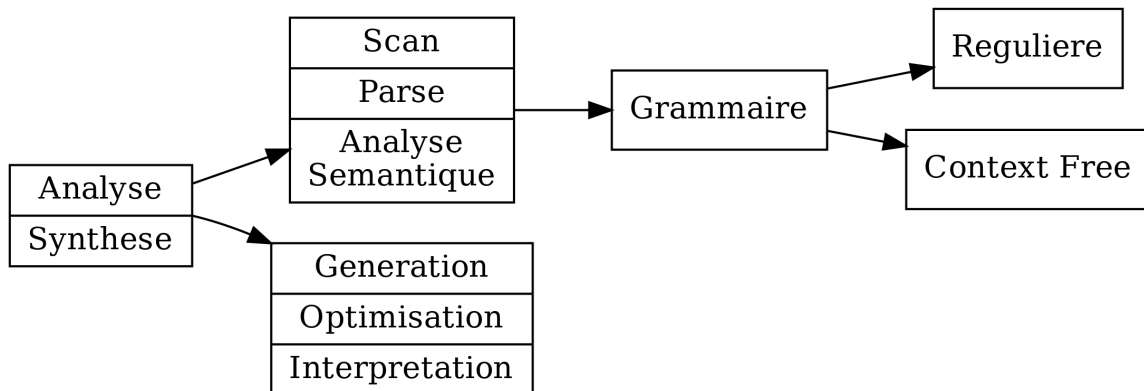 Analyse
Synthese
Scan
Parse
Analyse
Semantique
Generation
Optimisation
Interpretation
Grammaire
Reguliere
Context Free